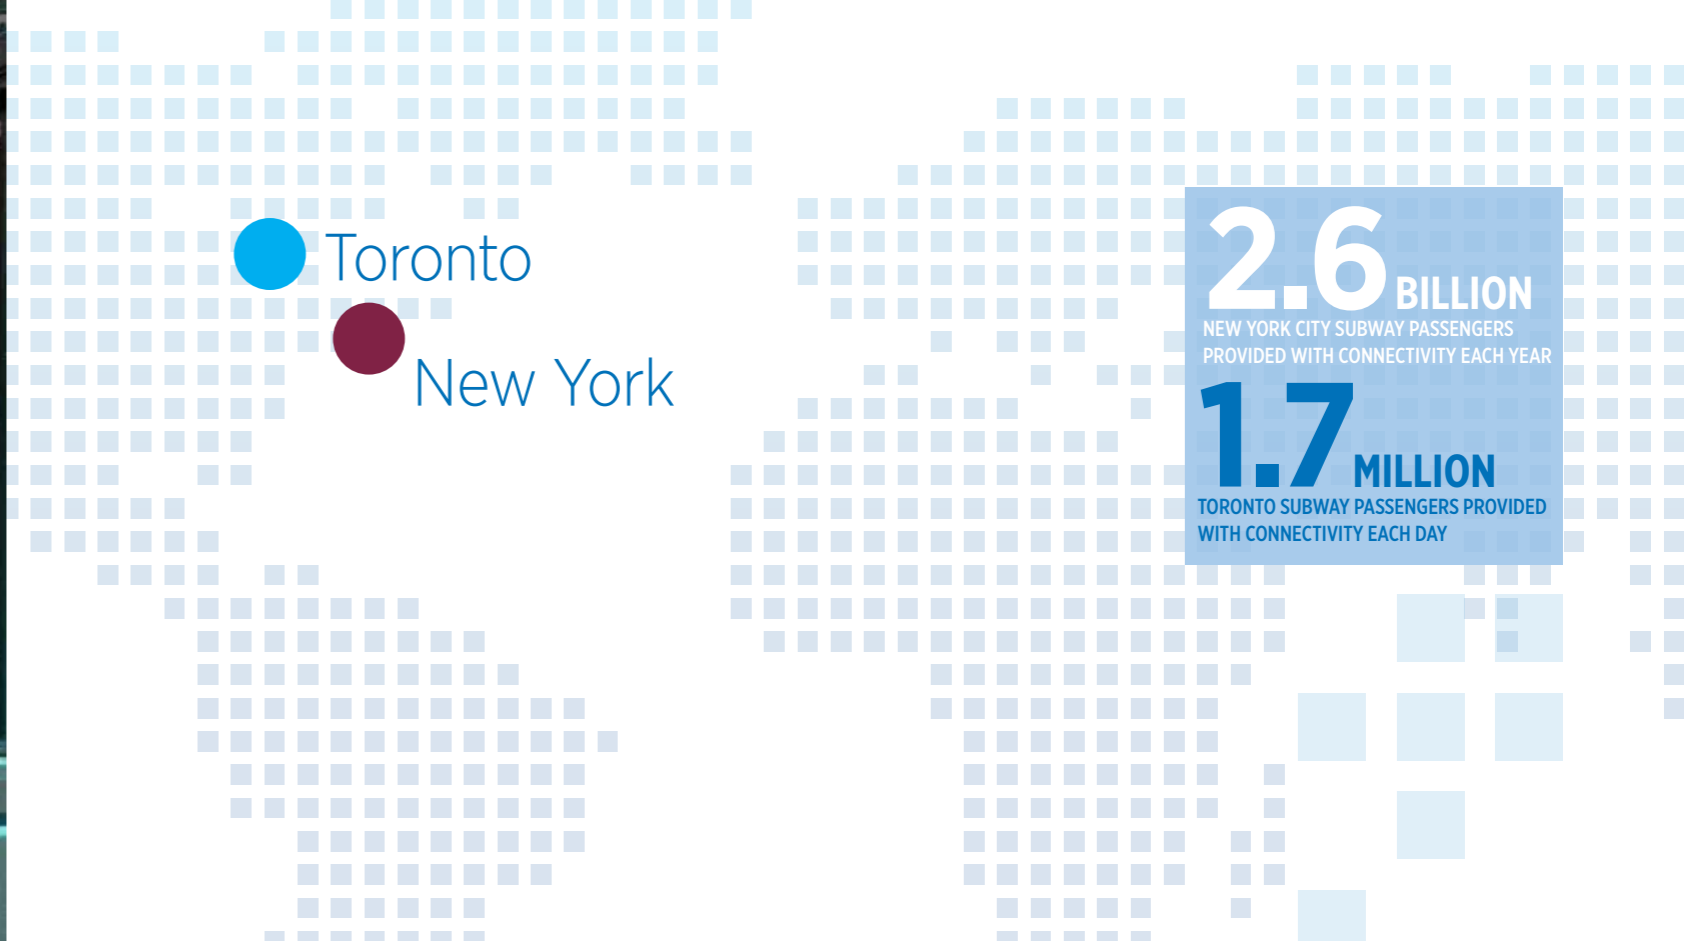 Toronto
New York
2.6 BILLION
NEW YORK CITY SUBWAY PASSENGERS
PROVIDED WITH CONNECTIVITY EACH YEAR
1.7 MILLION
TORONTO SUBWAY PASSENGERS PROVIDED
WITH CONNECTIVITY EACH DAY